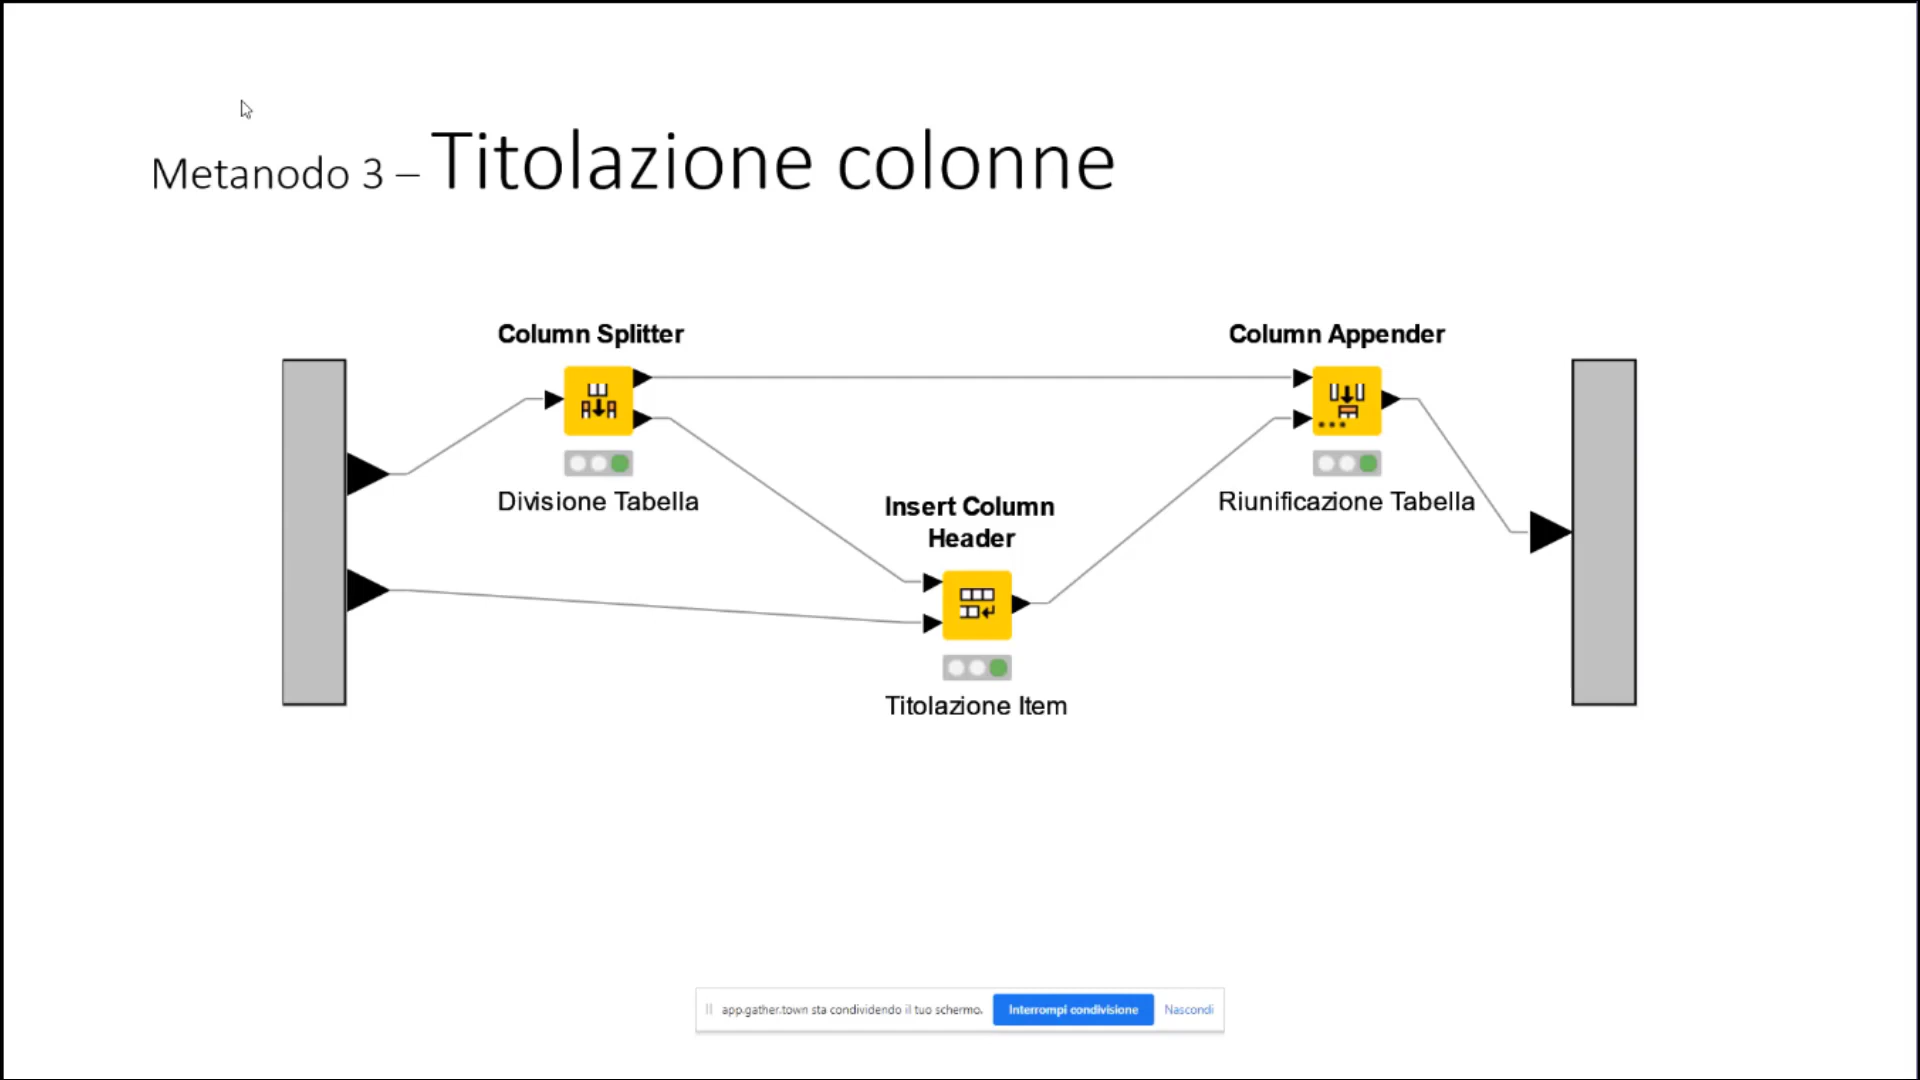 Metanodo 3 – Titolazione colonne
Column Splitter
Column Appender
Divisione Tabella
Riunificazione Tabella
Insert Column
Header
Titolazione Item
app.gather.town sta condividendo il tuo schermo.
Interrompi condivisione
Nascondi